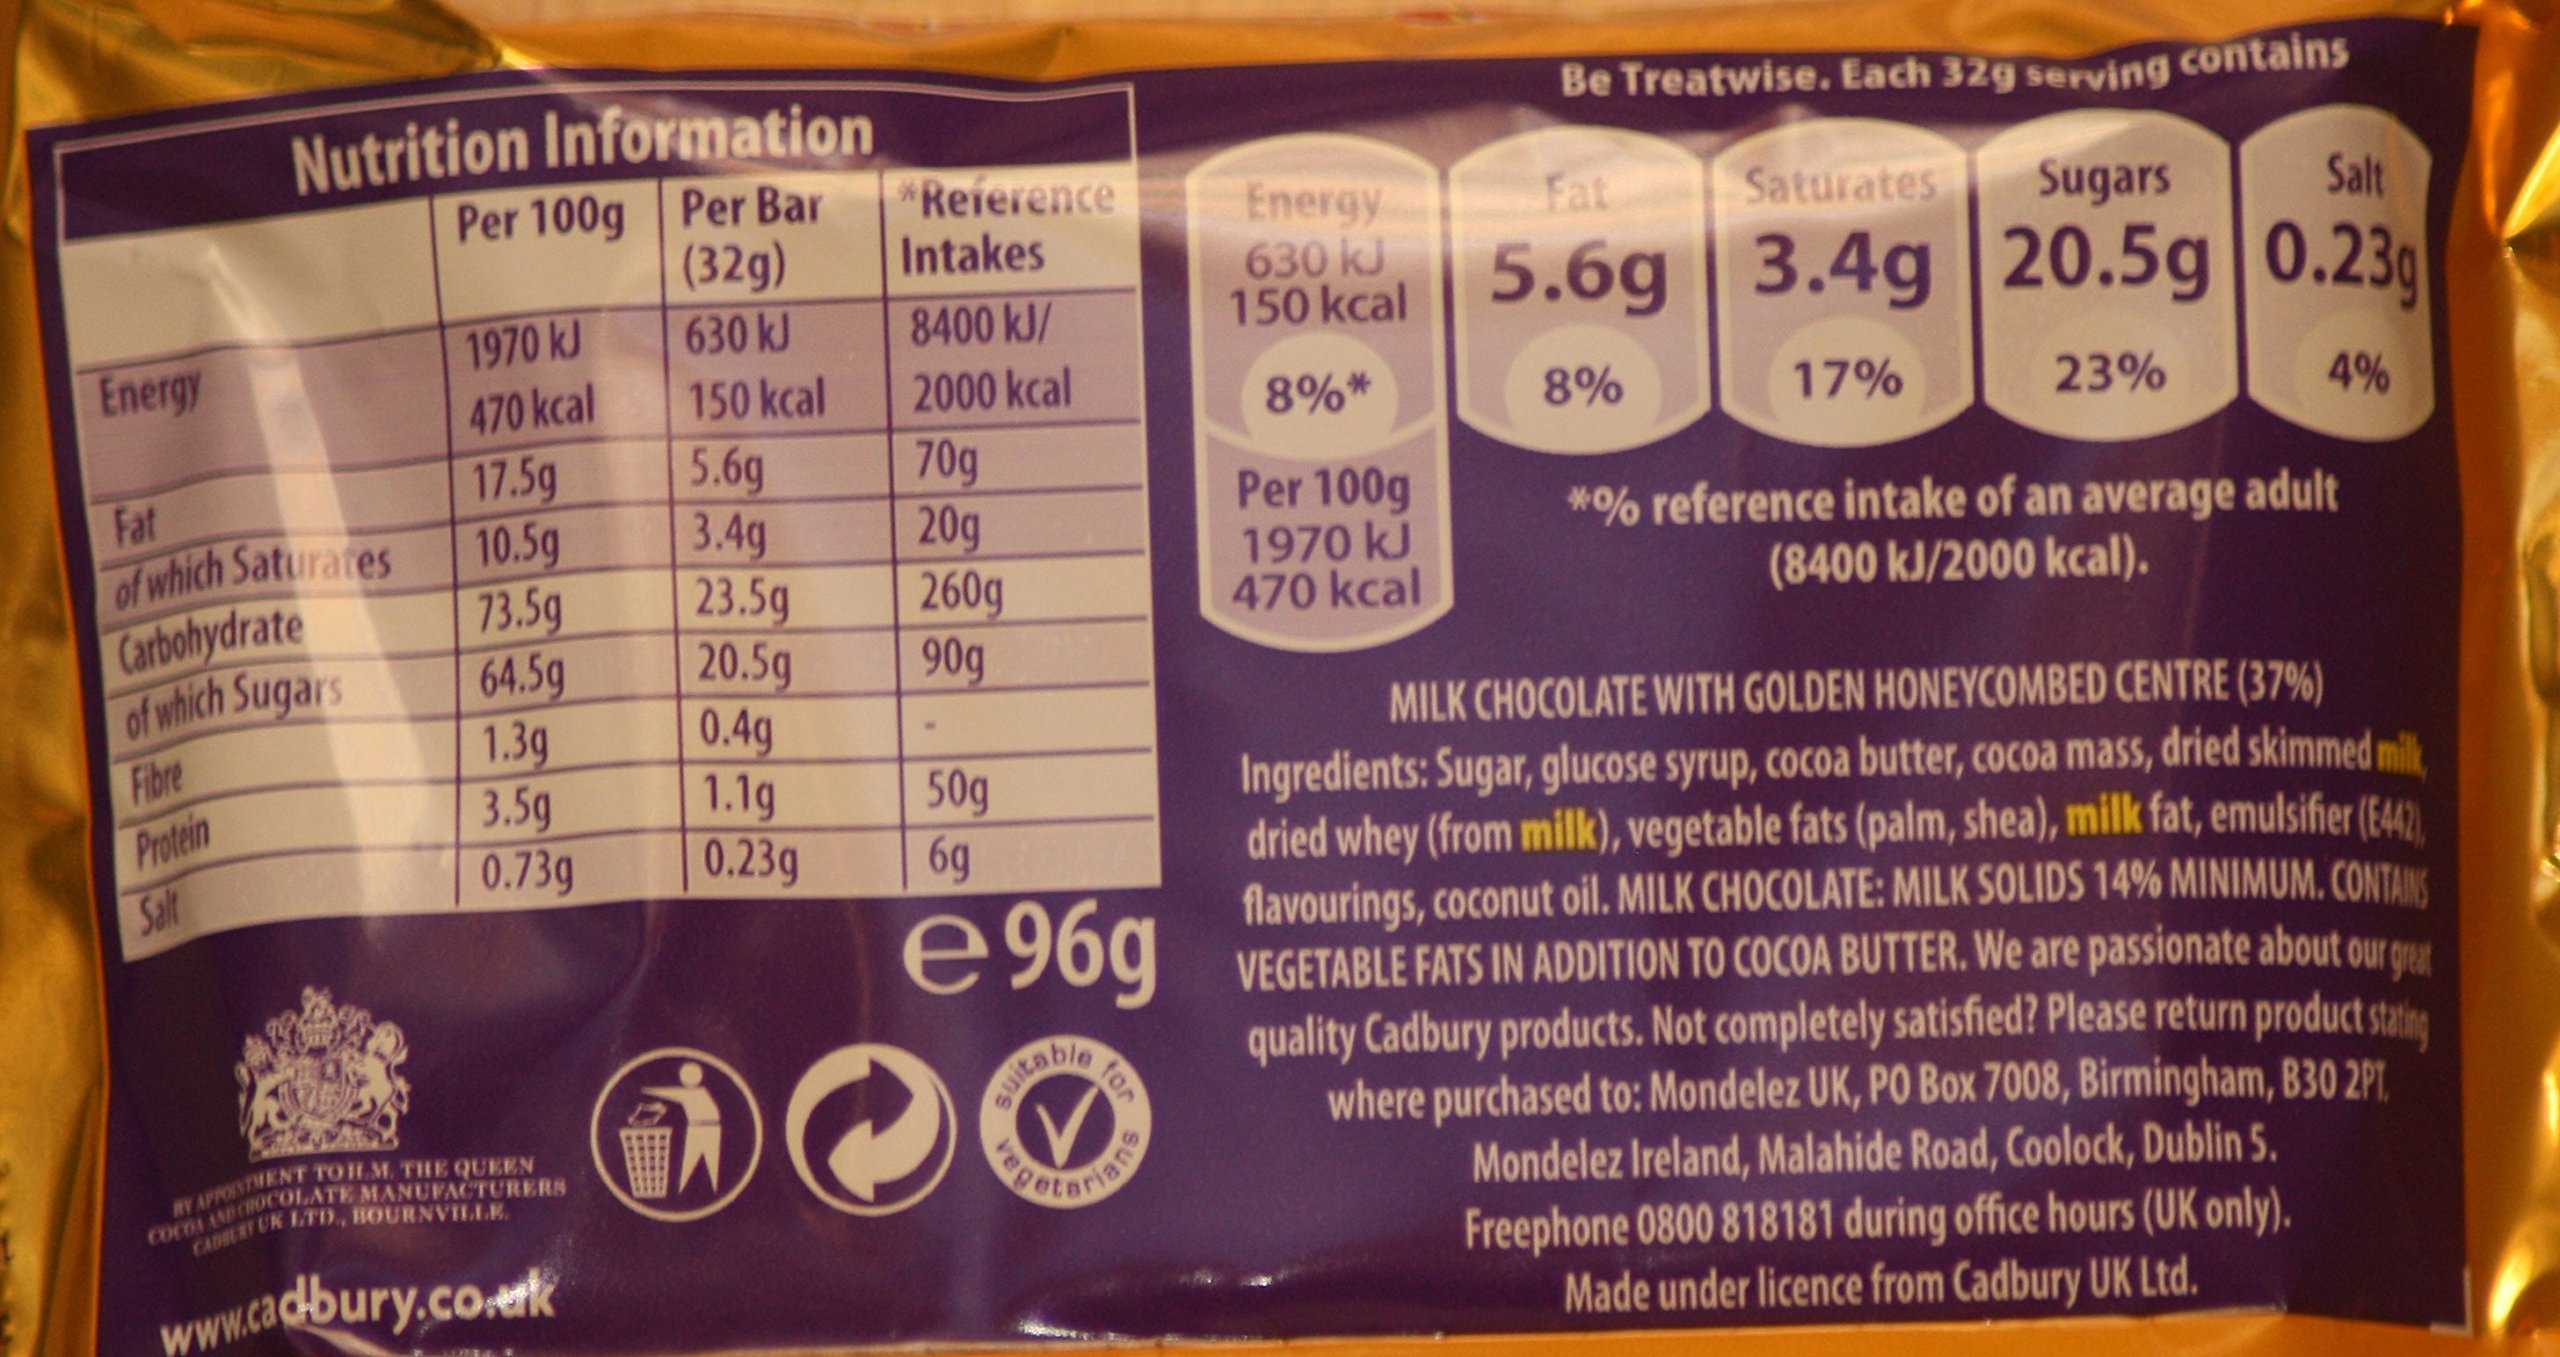 Nutrition Information
Per 100g Per Bar (32g) *Reference Intakes
Energy 1970 kJ 630 kJ 8400 kJ/
470 kcal 150 kcal 2000 kcal
Fat 17.5g 5.6g 70g
of which Saturates 10.5g 3.4g 20g
Carbohydrate 73.5g 23.5g 260g
of which Sugars 64.5g 20.5g 90g
Fibre 1.3g 0.4g -
Protein 3.5g 1.1g 50g
Salt 0.73g 0.23g 6g
e 96g
BY APPOINTMENT TO H.M. THE QUEEN
COCOA AND CHOCOLATE MANUFACTURERS
CADBURY UK LTD., BOURNVILLE.
suitable for vegetarians
www.cadbury.co.uk
Be Treatwise. Each 32g serving contains
Energy
630 kJ
150 kcal
8%*
Per 100g
1970 kJ
470 kcal
Fat
5.6g
8%
Saturates
3.4g
17%
Sugars
20.5g
23%
Salt
0.23g
4%
*% reference intake of an average adult
(8400 kJ/2000 kcal).
MILK CHOCOLATE WITH GOLDEN HONEYCOMBED CENTRE (37%)
Ingredients: Sugar, glucose syrup, cocoa butter, cocoa mass, dried skimmed milk,
dried whey (from milk), vegetable fats (palm, shea), milk fat, emulsifier (E442),
flavourings, coconut oil. MILK CHOCOLATE: MILK SOLIDS 14% MINIMUM. CONTAINS
VEGETABLE FATS IN ADDITION TO COCOA BUTTER. We are passionate about our great
quality Cadbury products. Not completely satisfied? Please return product stating
where purchased to: Mondelez UK, PO Box 7008, Birmingham, B30 2PT.
Mondelez Ireland, Malahide Road, Coolock, Dublin 5.
Freephone 0800 818181 during office hours (UK only).
Made under licence from Cadbury UK Ltd.